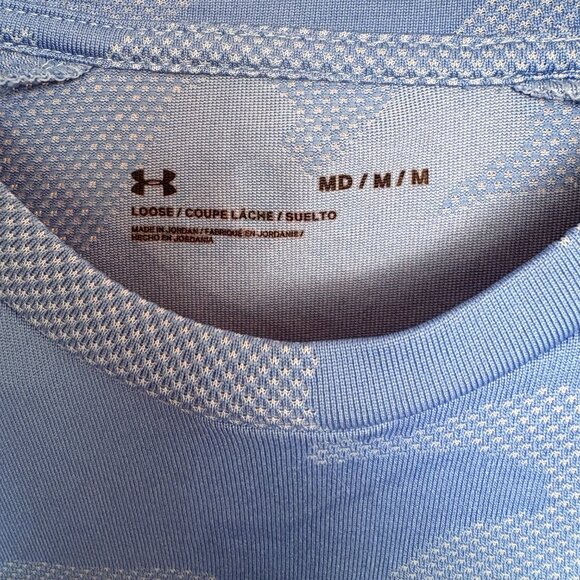 MD / M / M
LOOSE / COUPE LÂCHE / SUELTO
MADE IN JORDAN / FABRIQUÉ EN JORDANIE /
HECHO EN JORDANIA